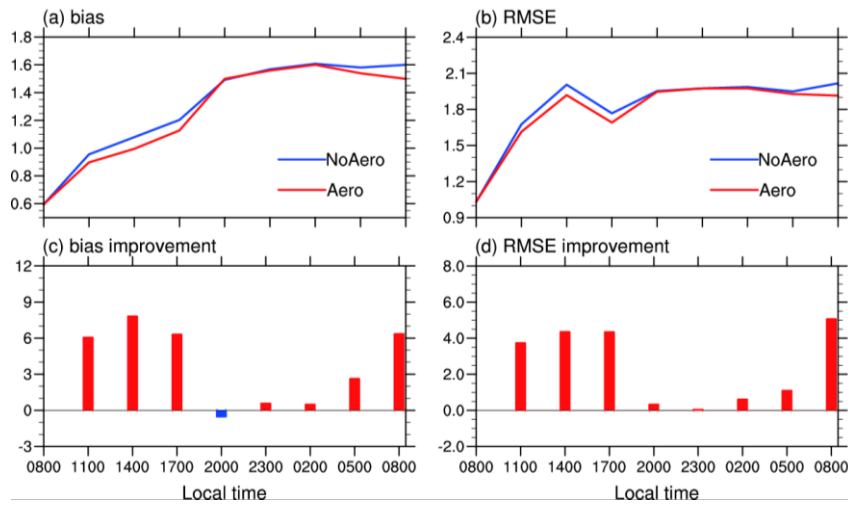 (a) bias
1.8
1.6
1.4
1.2
1.0
0.8
0.6
NoAero
Aero
(b) RMSE
2.4
2.1
1.8
1.5
1.2
0.9
NoAero
Aero
(c) bias improvement
12
9
6
3
0
-3
0800 1100 1400 1700 2000 2300 0200 0500 0800
Local time
(d) RMSE improvement
8.0
6.0
4.0
2.0
0.0
-2.0
0800 1100 1400 1700 2000 2300 0200 0500 0800
Local time